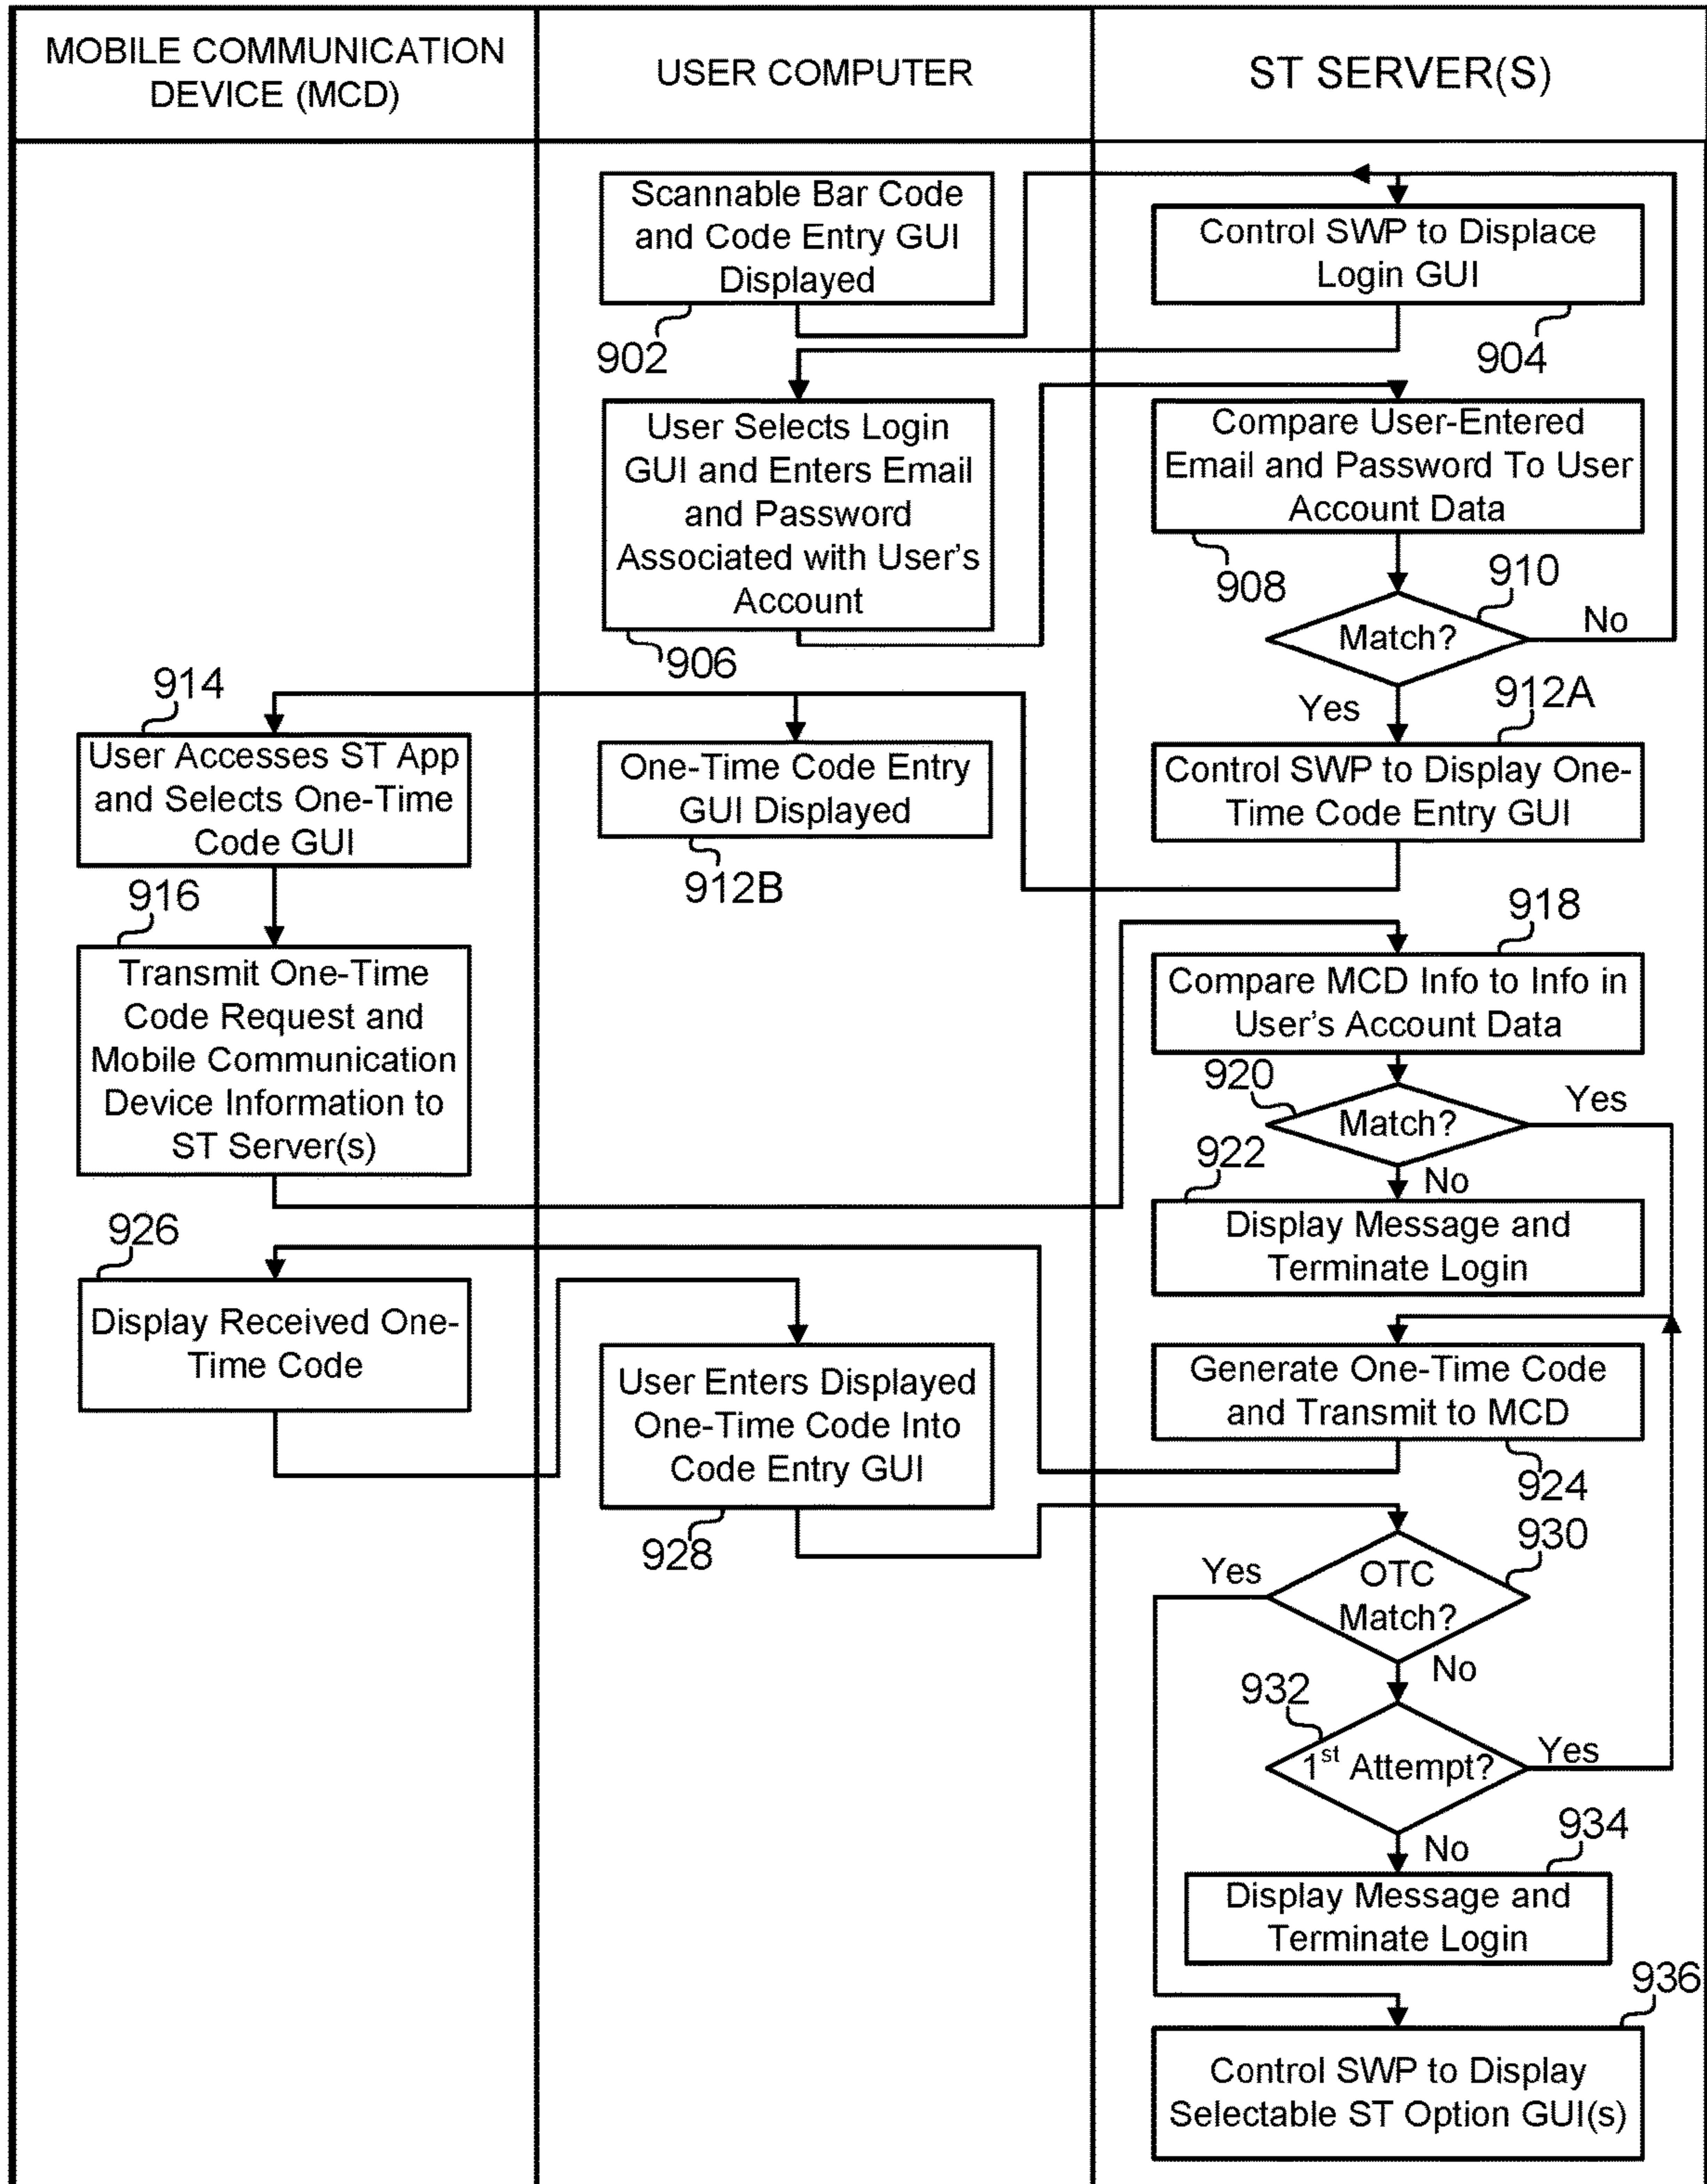 MOBILE COMMUNICATION
DEVICE (MCD)
USER COMPUTER
ST SERVER(S)
Scannable Bar Code
and Code Entry GUI
Displayed
902
Control SWP to Displace
Login GUI
904
User Selects Login
GUI and Enters Email
and Password
Associated with User's
Account
906
Compare User-Entered
Email and Password To User
Account Data
908
910
Match?
No
Yes
912A
Control SWP to Display One-
Time Code Entry GUI
One-Time Code Entry
GUI Displayed
912B
914
User Accesses ST App
and Selects One-Time
Code GUI
916
Transmit One-Time
Code Request and
Mobile Communication
Device Information to
ST Server(s)
918
Compare MCD Info to Info in
User's Account Data
920
Match?
Yes
No
922
Display Message and
Terminate Login
Generate One-Time Code
and Transmit to MCD
924
926
Display Received One-
Time Code
User Enters Displayed
One-Time Code Into
Code Entry GUI
928
930
OTC
Match?
Yes
No
932
1st Attempt?
Yes
No
934
Display Message and
Terminate Login
936
Control SWP to Display
Selectable ST Option GUI(s)